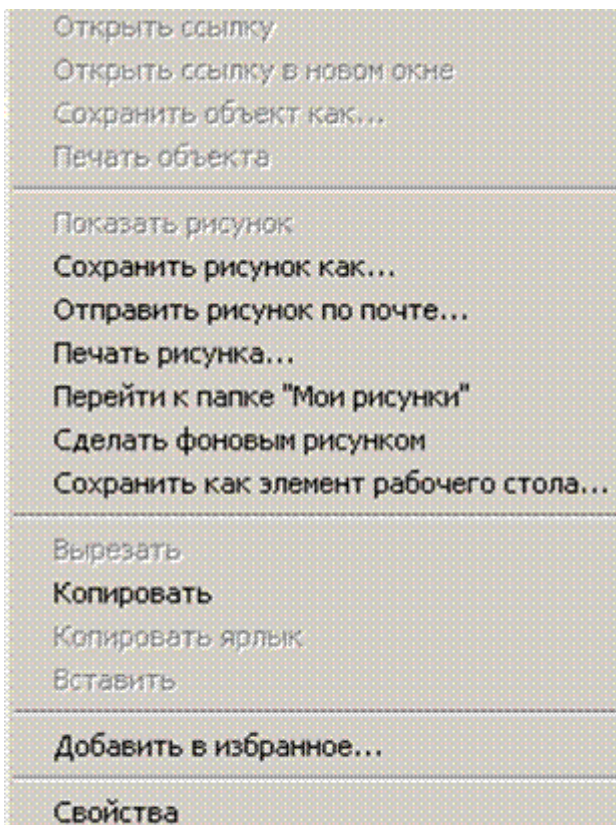 Открыть ссылку
Открыть ссылку в новом окне
Сохранить объект как...
Печать объекта
Показать рисунок
Сохранить рисунок как...
Отправить рисунок по почте...
Печать рисунка...
Перейти к папке "Мои рисунки"
Сделать фоновым рисунком
Сохранить как элемент рабочего стола...
Вырезать
Копировать
Копировать ярлык
Вставить
Добавить в избранное...
Свойства